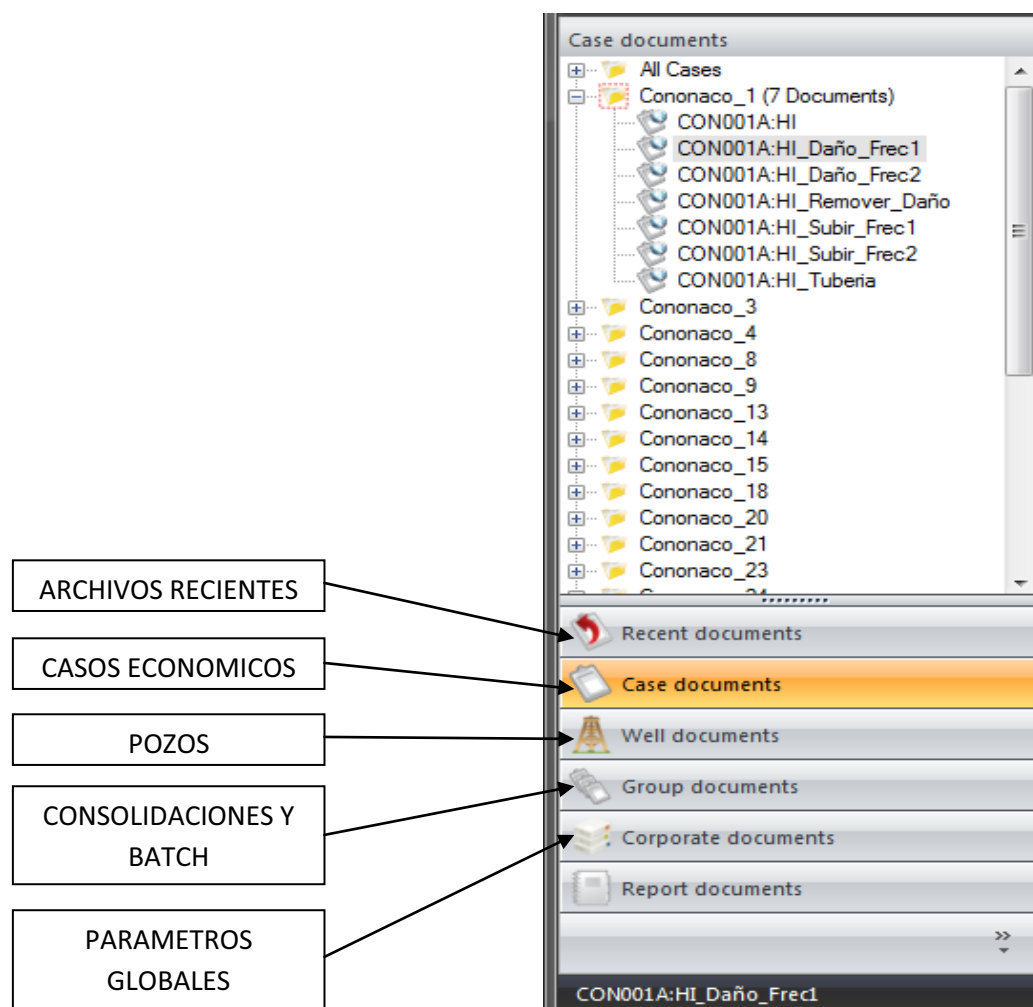 Case documents
All Cases
Cononaco_1 (7 Documents)
CON001A:HI
CON001A:HI_Daño_Frec1
CON001A:HI_Daño_Frec2
CON001A:HI_Remover_Daño
CON001A:HI_Subir_Frec1
CON001A:HI_Subir_Frec2
CON001A:HI_Tuberia
Cononaco_3
Cononaco_4
Cononaco_8
Cononaco_9
Cononaco_13
Cononaco_14
Cononaco_15
Cononaco_18
Cononaco_20
Cononaco_21
Cononaco_23
ARCHIVOS RECIENTES
Recent documents
CASOS ECONOMICOS
Case documents
POZOS
Well documents
CONSOLIDACIONES Y
BATCH
Group documents
Corporate documents
Report documents
PARAMETROS
GLOBALES
CON001A:HI_Daño_Frec1